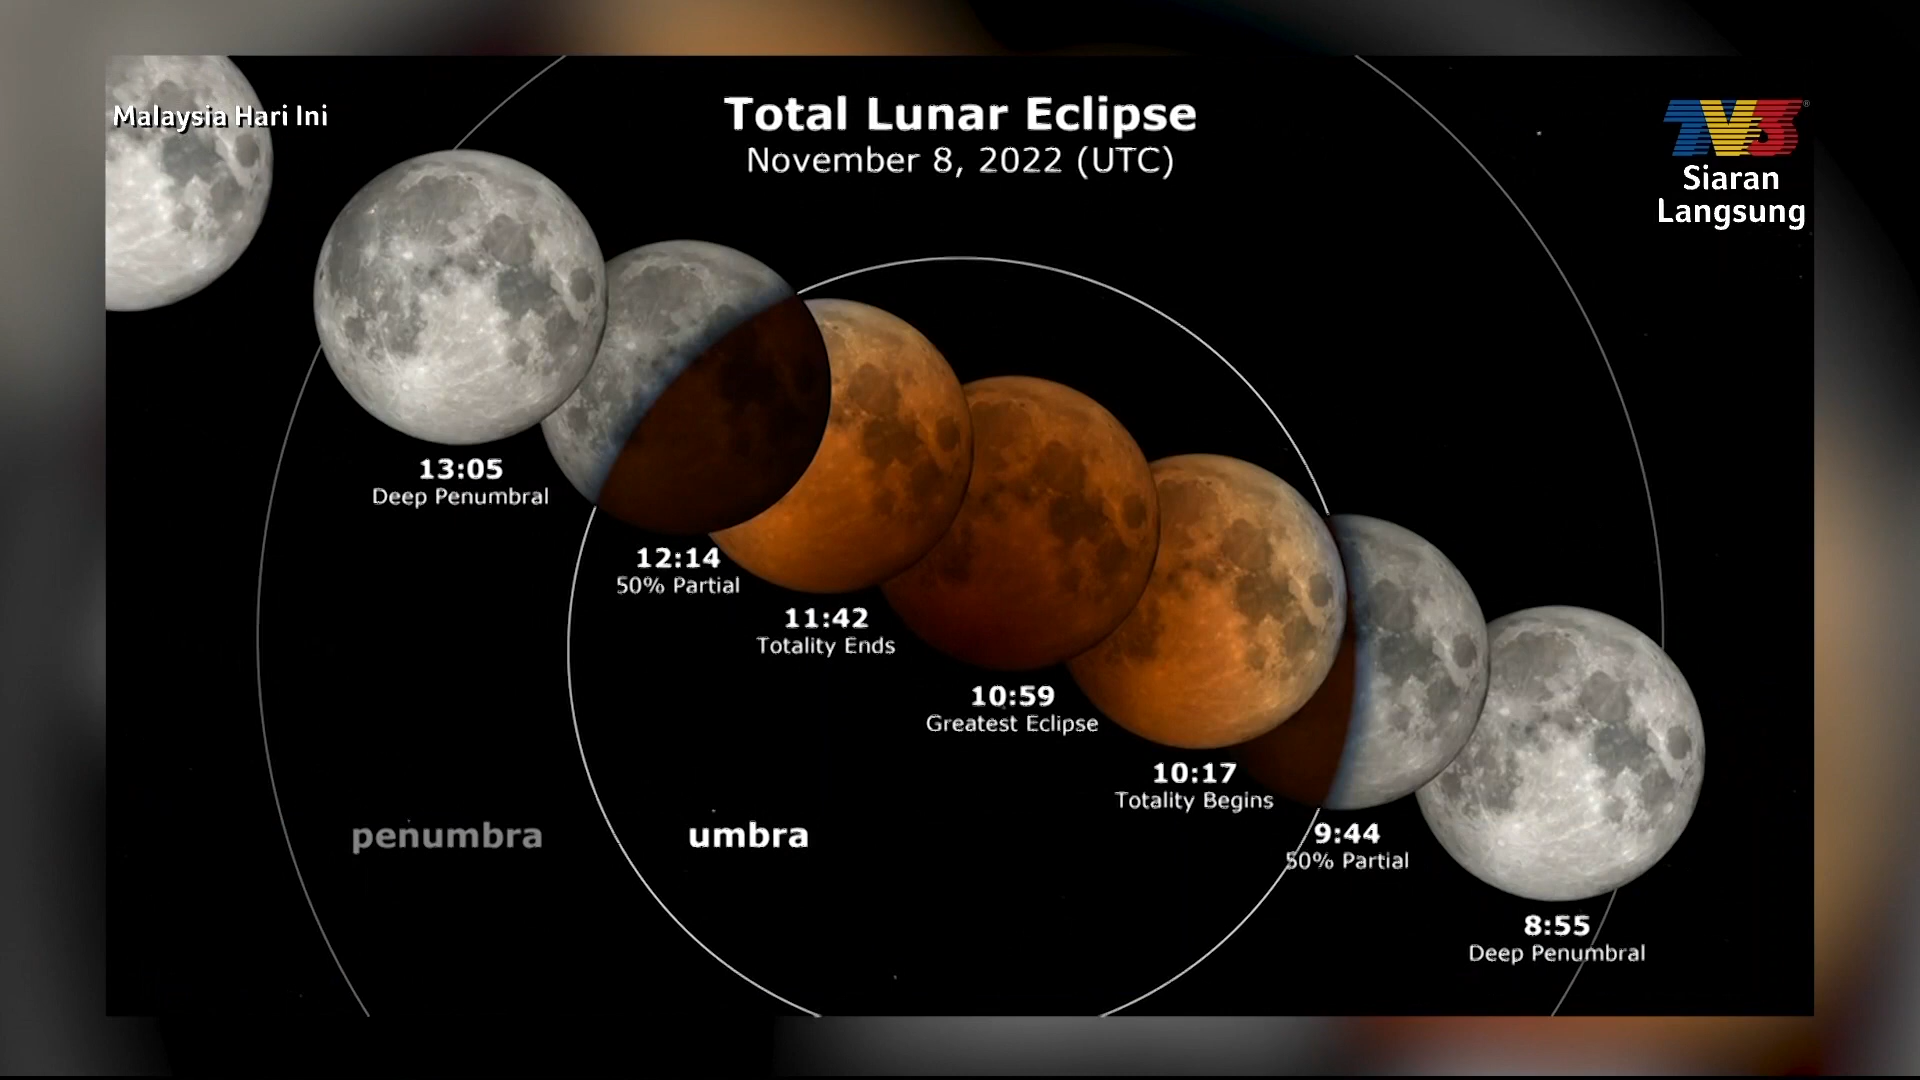 Malaysia Hari Ini
Total Lunar Eclipse
November 8, 2022 (UTC)
TV3
Siaran
Langsung
13:05
Deep Penumbral
12:14
50% Partial
11:42
Totality Ends
10:59
Greatest Eclipse
10:17
Totality Begins
9:44
50% Partial
8:55
Deep Penumbral
penumbra
umbra